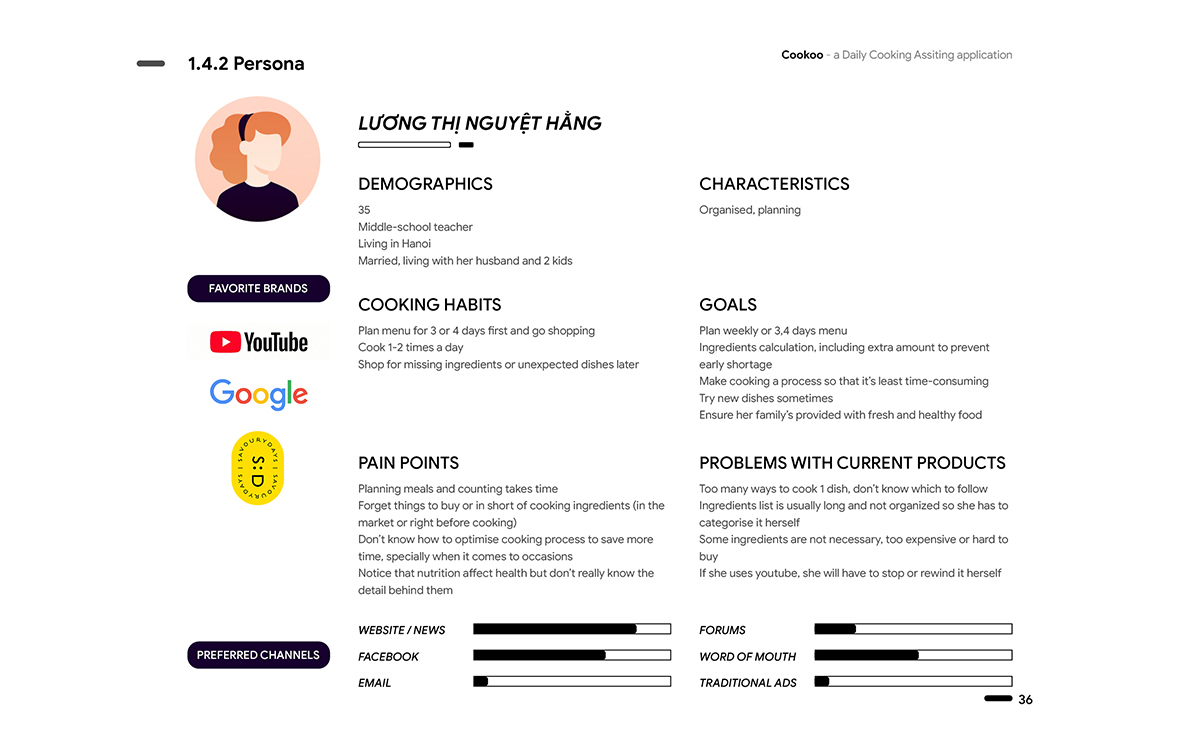 1.4.2 Persona
Cookoo - a Daily Cooking Assiting application
LƯƠNG THỊ NGUYỆT HẰNG
DEMOGRAPHICS
35
Middle-school teacher
Living in Hanoi
Married, living with her husband and 2 kids
CHARACTERISTICS
Organised, planning
FAVORITE BRANDS
YouTube
Google
SAVOURYDAYS | SAVOURYDAYS |
S:D
COOKING HABITS
Plan menu for 3 or 4 days first and go shopping
Cook 1-2 times a day
Shop for missing ingredients or unexpected dishes later
GOALS
Plan weekly or 3,4 days menu
Ingredients calculation, including extra amount to prevent
early shortage
Make cooking a process so that it's least time-consuming
Try new dishes sometimes
Ensure her family's provided with fresh and healthy food
PAIN POINTS
Planning meals and counting takes time
Forget things to buy or in short of cooking ingredients (in the
market or right before cooking)
Don't know how to optimise cooking process to save more
time, specially when it comes to occasions
Notice that nutrition affect health but don't really know the
detail behind them
PROBLEMS WITH CURRENT PRODUCTS
Too many ways to cook 1 dish, don't know which to follow
Ingredients list is usually long and not organized so she has to
categorise it herself
Some ingredients are not necessary, too expensive or hard to
buy
If she uses youtube, she will have to stop or rewind it herself
PREFERRED CHANNELS
WEBSITE / NEWS
FACEBOOK
EMAIL
FORUMS
WORD OF MOUTH
TRADITIONAL ADS
36